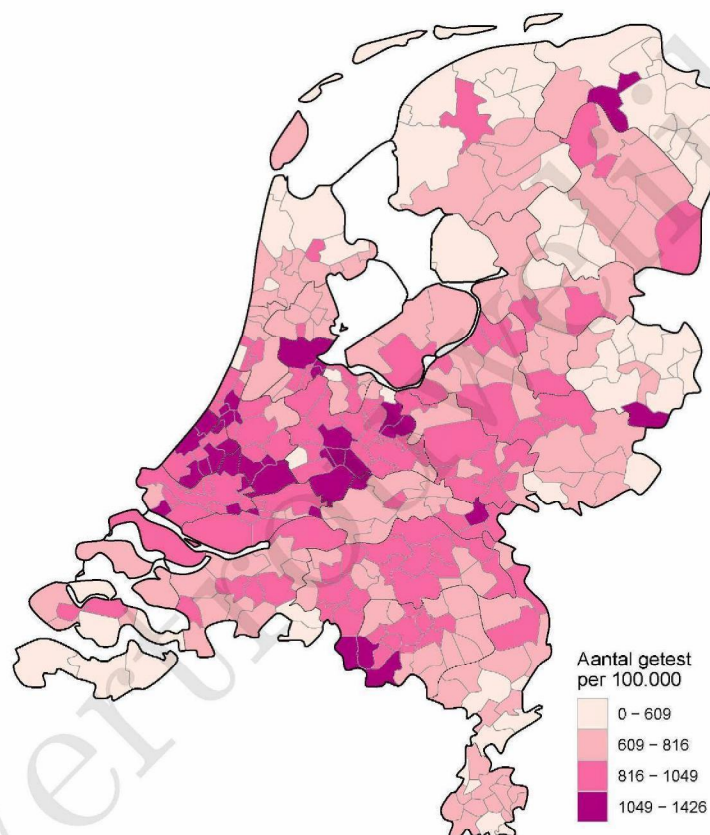 Aantal getest
per 100.000
0 – 609
609 – 816
816 – 1049
1049 – 1426